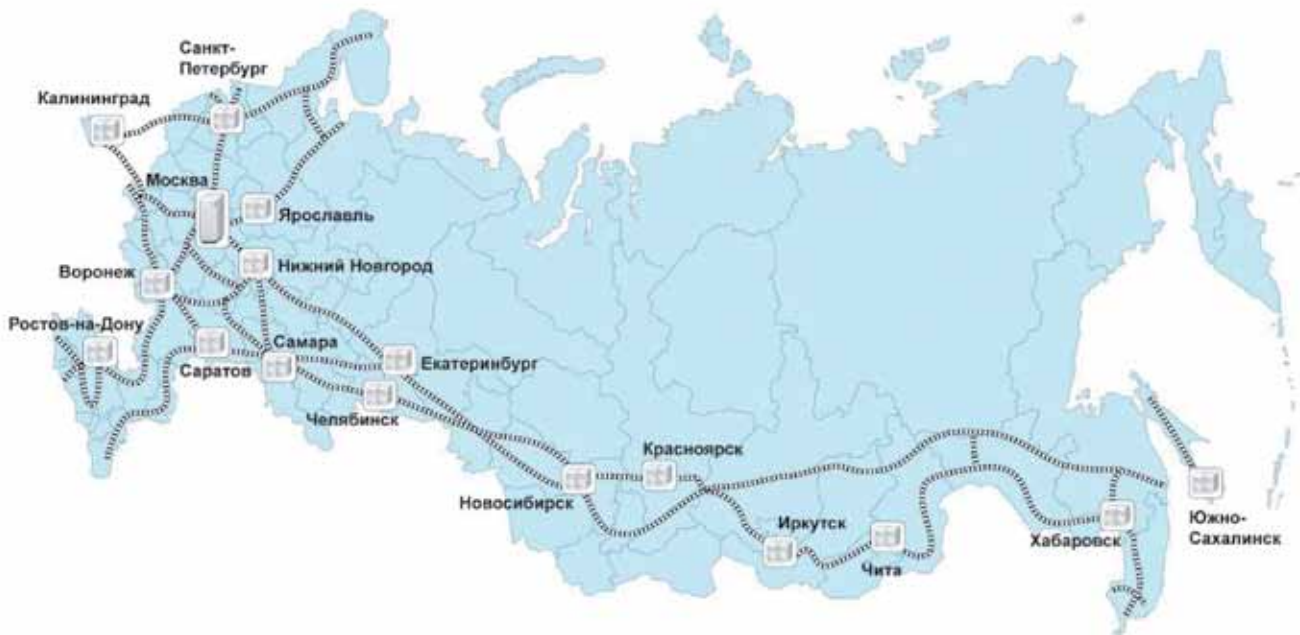 Санкт-
Петербург
Калининград
Москва
Ярославль
Нижний Новгород
Воронеж
Ростов-на-Дону
Самара
Саратов
Екатеринбург
Челябинск
Красноярск
Новосибирск
Иркутск
Чита
Хабаровск
Южно-
Сахалинск